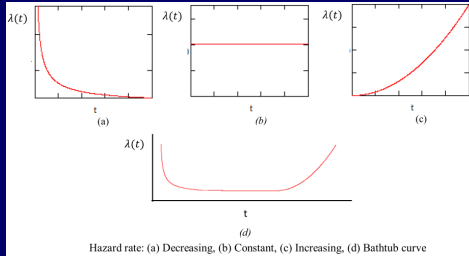 λ(t)
t
(a)
λ(t)
t
(b)
λ(t)
t
(c)
λ(t)
t
(d)
Hazard rate: (a) Decreasing, (b) Constant, (c) Increasing, (d) Bathtub curve